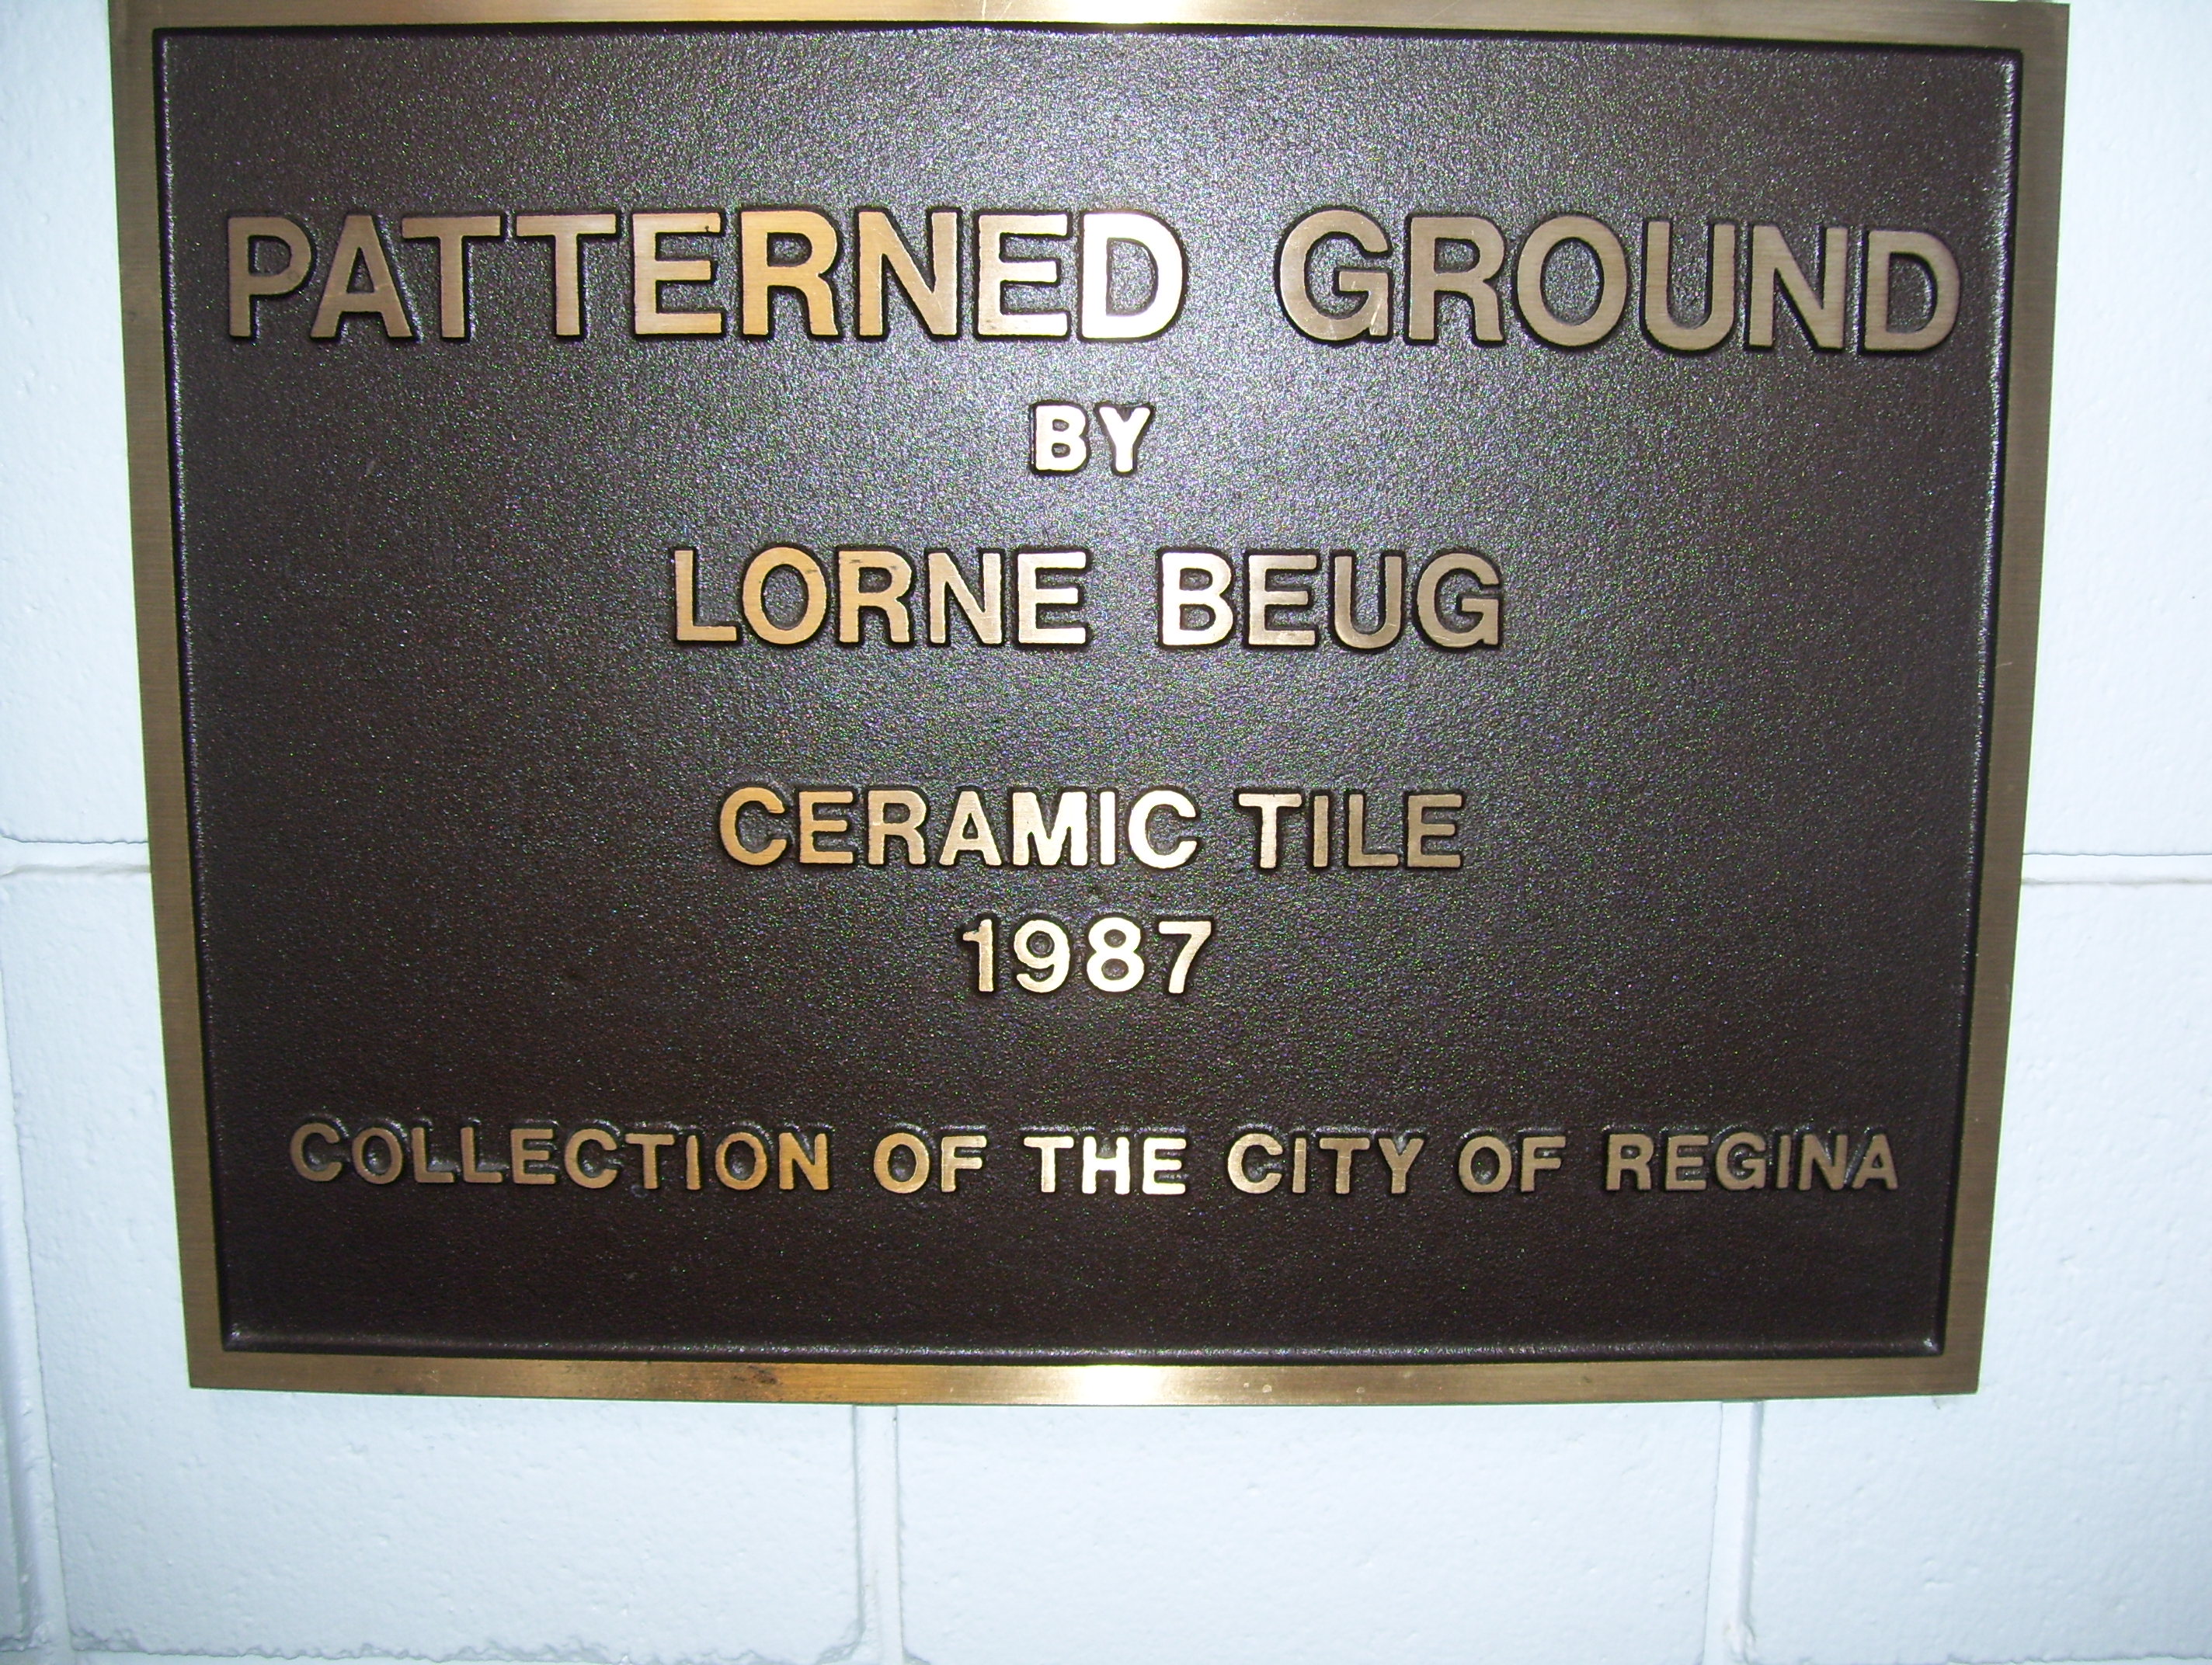 PATTERNED GROUND
BY
LORNE BEUG
CERAMIC TILE
1987
COLLECTION OF THE CITY OF REGINA